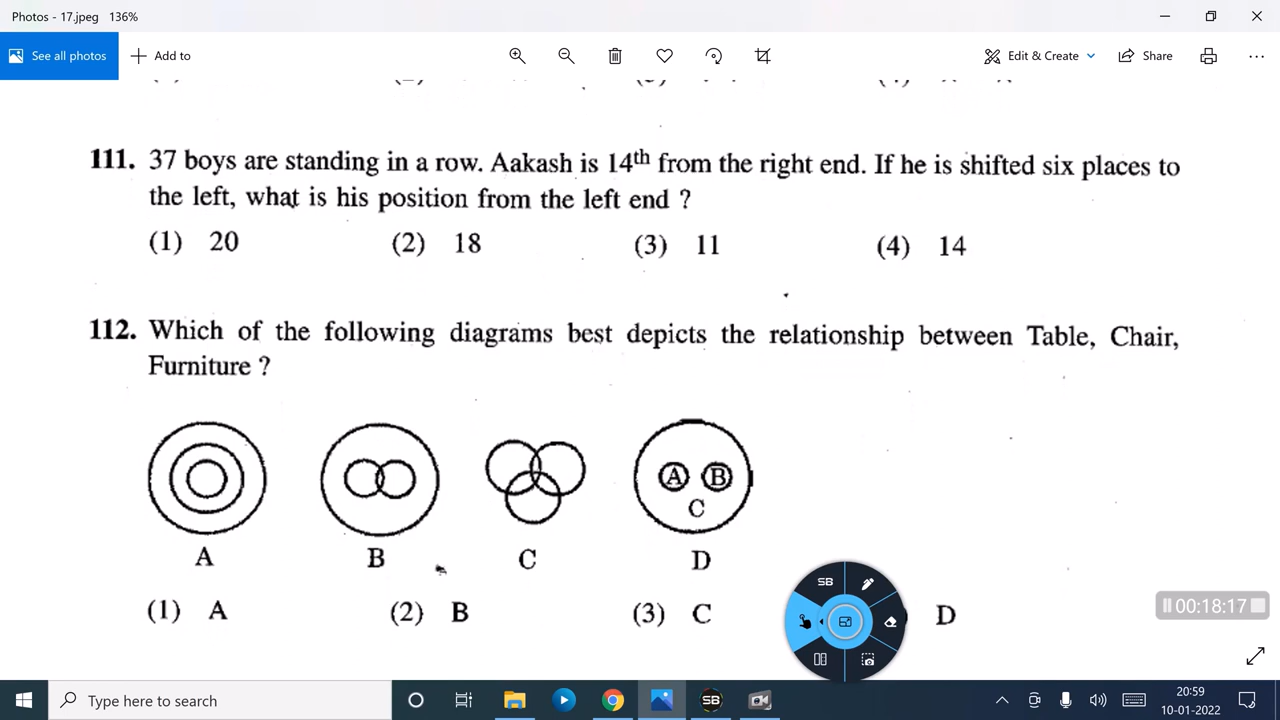 Photos - 17.jpeg 136%
See all photos
Add to
Edit & Create
Share
111. 37 boys are standing in a row. Aakash is 14th from the right end. If he is shifted six places to
the left, what is his position from the left end ?
(1) 20 (2) 18 (3) 11 (4) 14
112. Which of the following diagrams best depicts the relationship between Table, Chair,
Furniture ?
A B
C
A B C D
(1) A (2) B (3) C D
SB
00:18:17
Type here to search
SB
20:59
10-01-2022